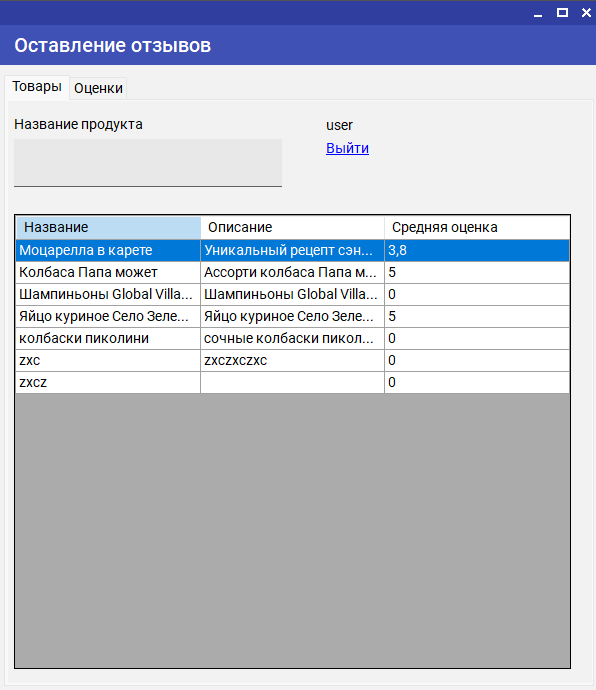 Оставление отзывов
Товары Оценки
Название продукта user
Выйти
Название Описание Средняя оценка
Моцарелла в карете Уникальный рецепт сэн... 3,8
Колбаса Папа может Ассорти колбаса Папа м... 5
Шампиньоны Global Villa... Шампиньоны Global Villa... 0
Яйцо куриное Село Зеле... Яйцо куриное Село Зеле... 5
колбаски пиколини сочные колбаски пикол... 0
zxc zxczxczxc 0
zxcz 0